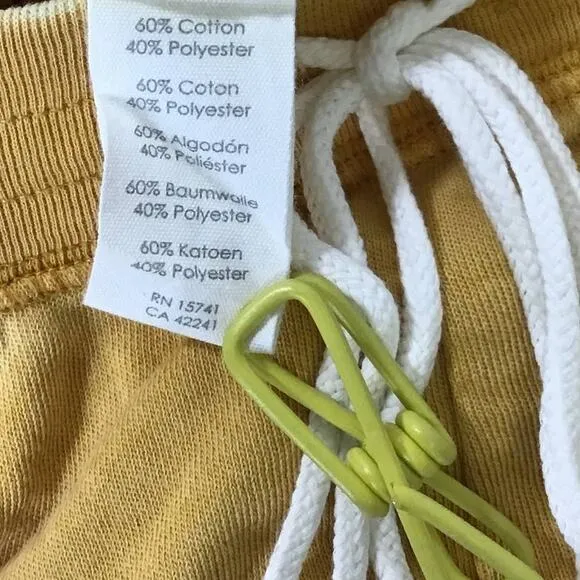 60% Cotton
40% Polyester
60% Coton
40% Polyester
60% Algodón
40% Poliéster
60% Baumwolle
40% Polyester
60% Katoen
40% Polyester
RN 15741
CA 42241